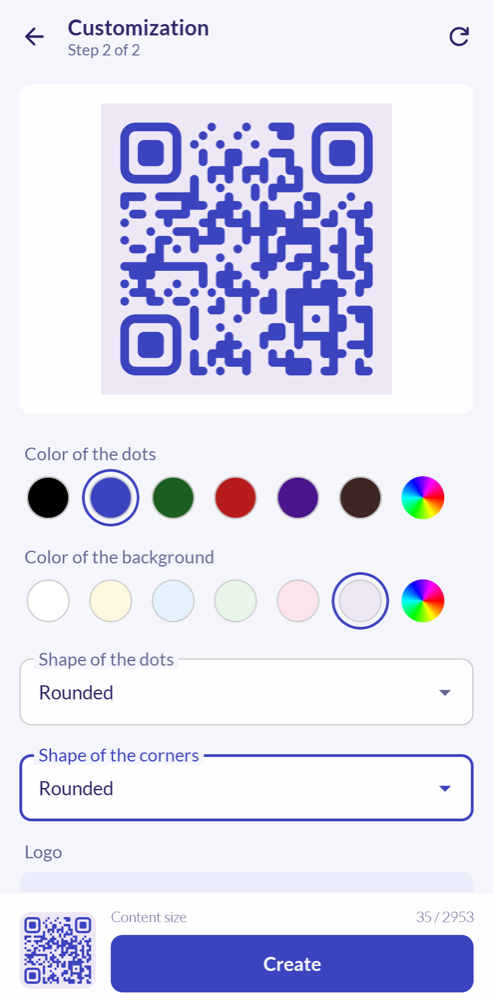 Customization
Step 2 of 2
Color of the dots
Color of the background
Shape of the dots
Rounded
Shape of the corners
Rounded
Logo
Content size
35 / 2953
Create